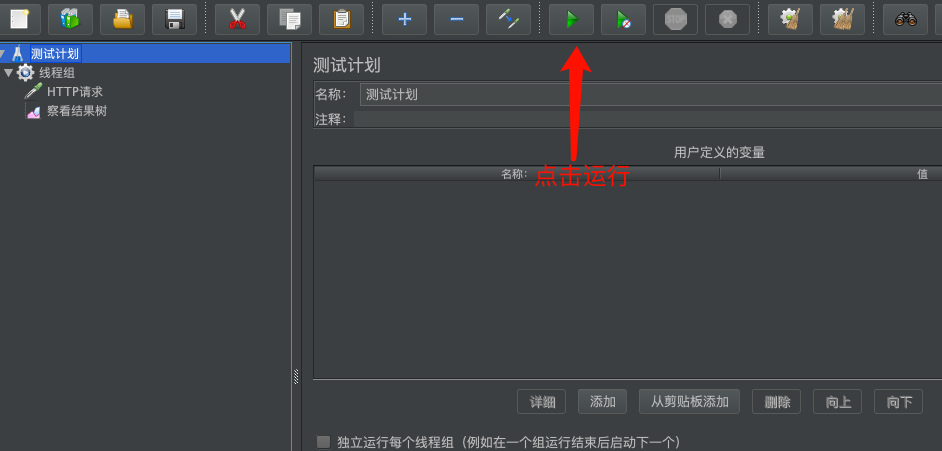 STOP
测试计划
线程组
HTTP请求
察看结果树
测试计划
名称： 测试计划
注释：
用户定义的变量
名称： 值
点击运行
详细 添加 从剪贴板添加 删除 向上 向下
独立运行每个线程组（例如在一个组运行结束后启动下一个）